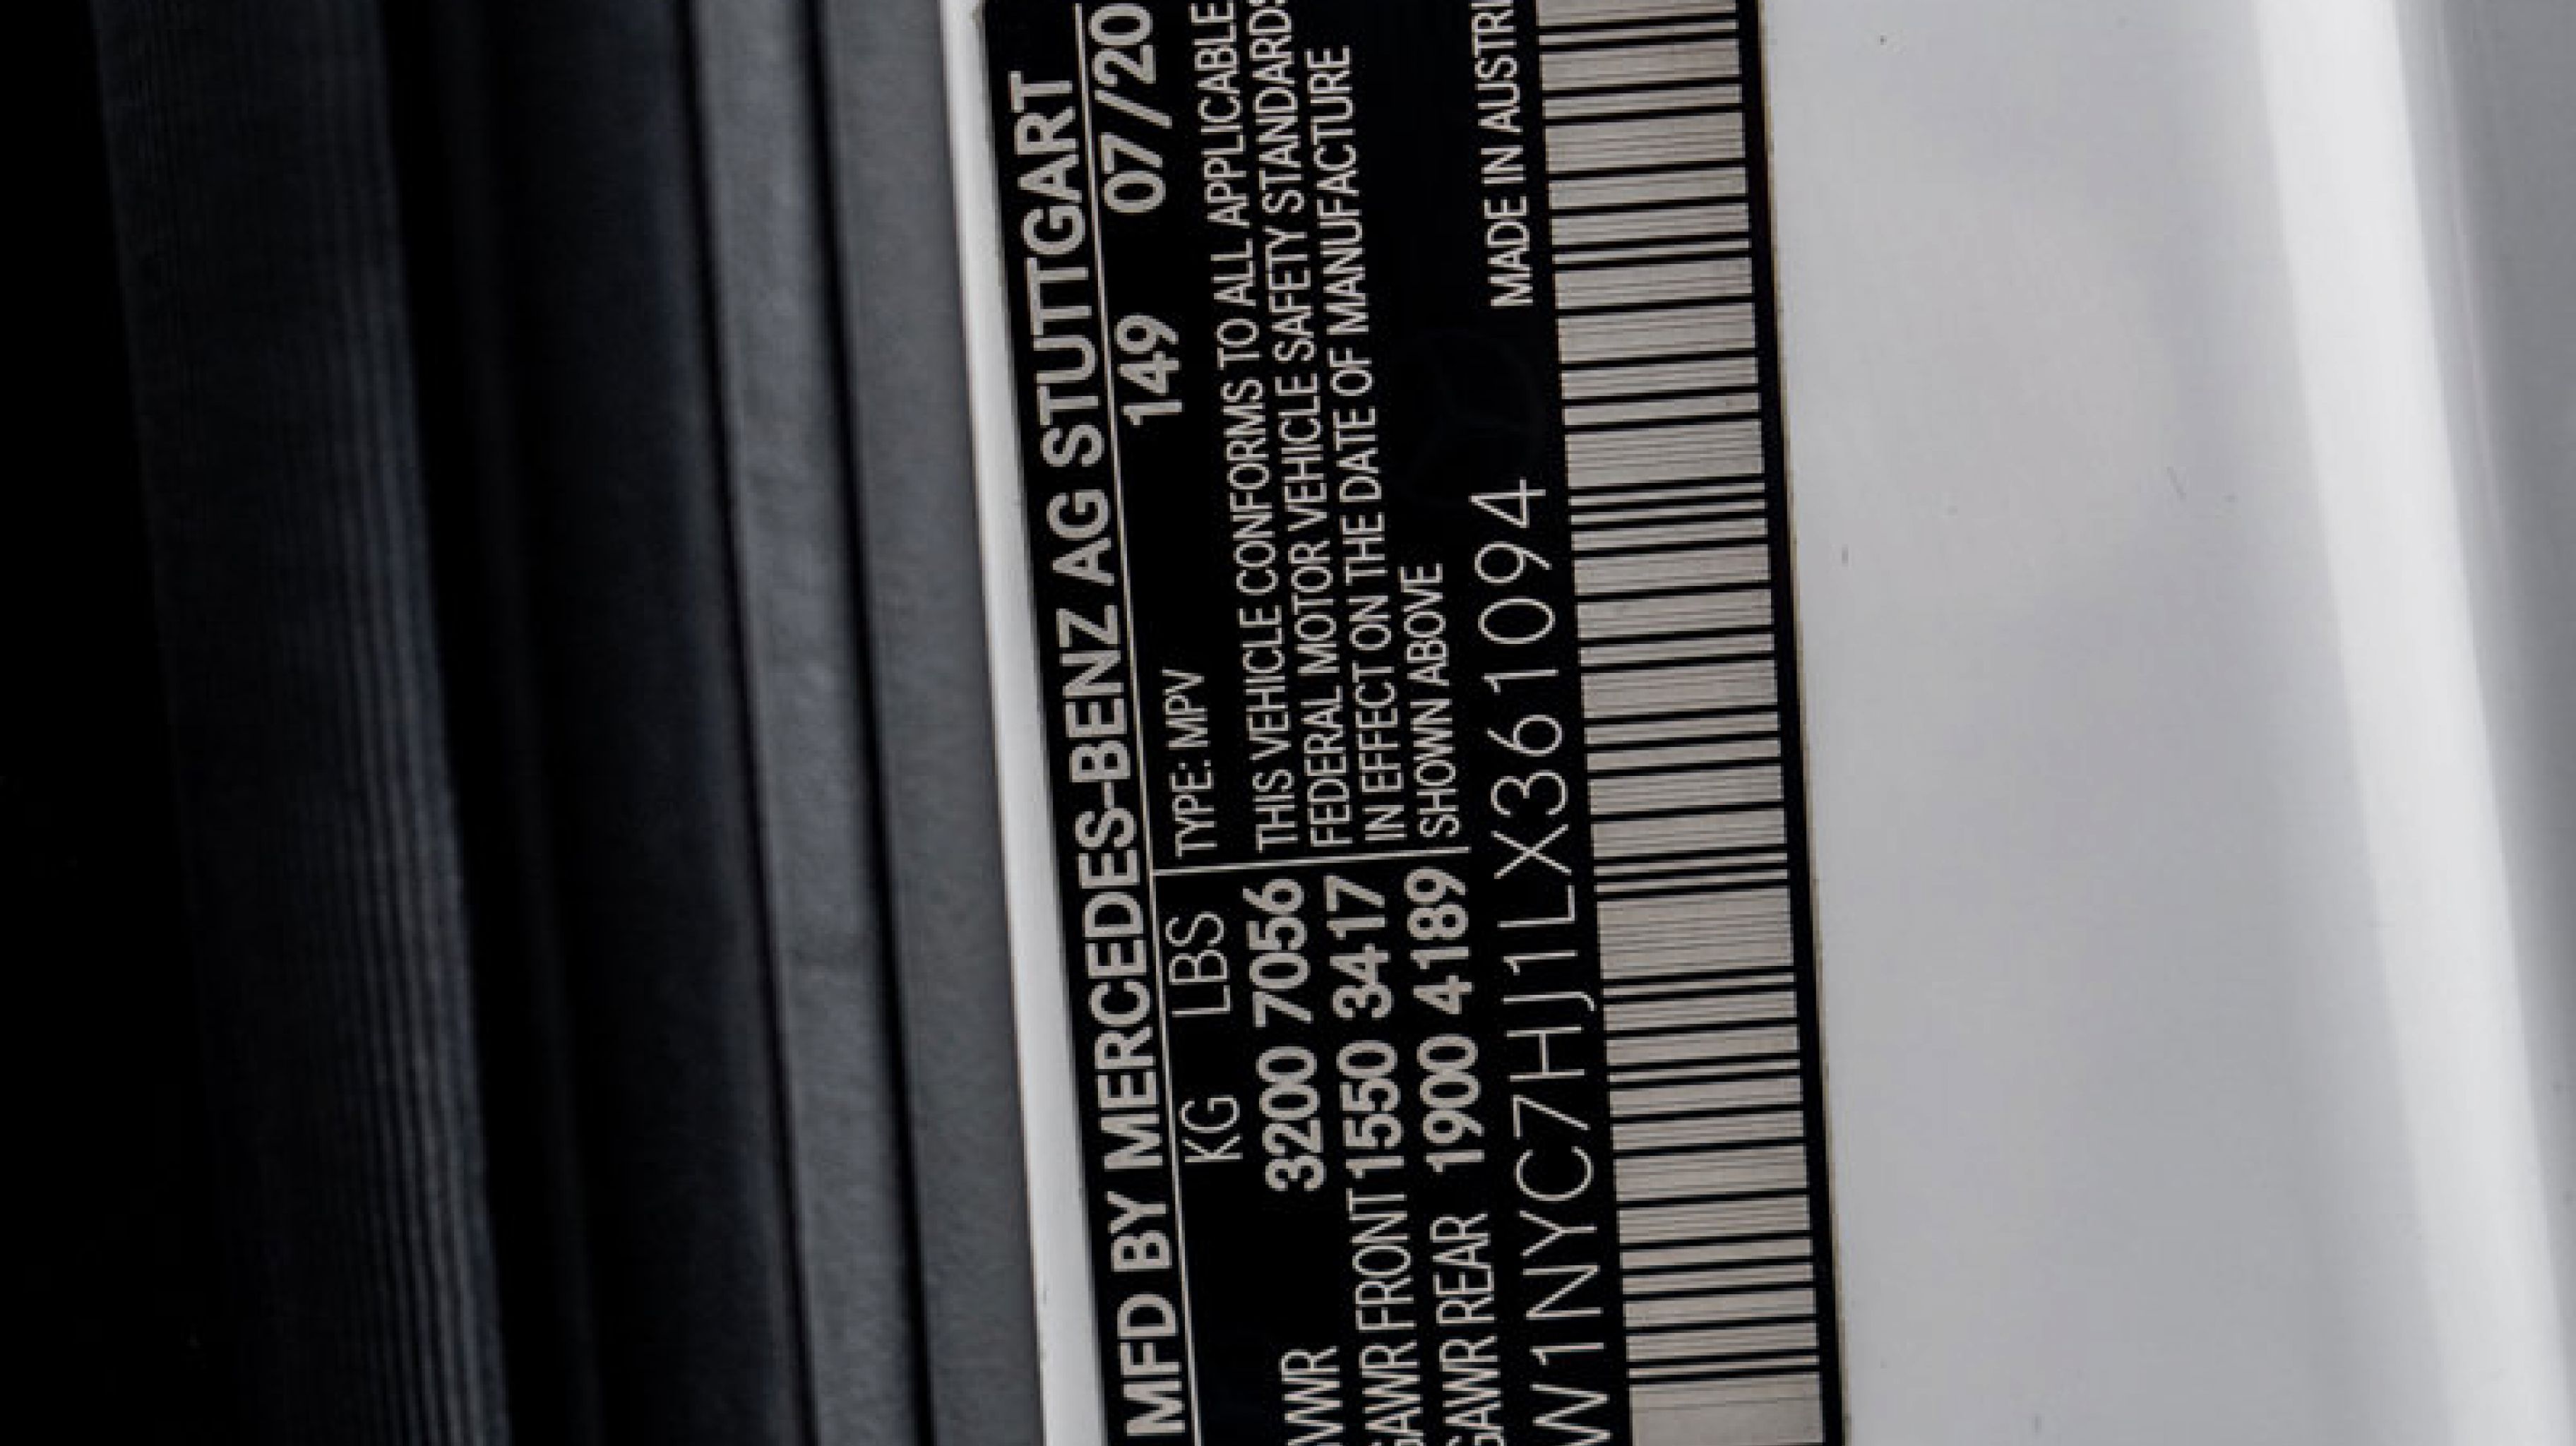 MFD BY MERCEDES-BENZ AG STUTTGART
KG LBS
VWR 3200 7056
GAWR FRONT 1550 3417
GAWR REAR 1900 4189
149 07/20
TYPE: MPV
THIS VEHICLE CONFORMS TO ALL APPLICABLE
FEDERAL MOTOR VEHICLE SAFETY STANDARDS
IN EFFECT ON THE DATE OF MANUFACTURE
SHOWN ABOVE
W1NYC7HJ1LX361094
MADE IN AUSTRI